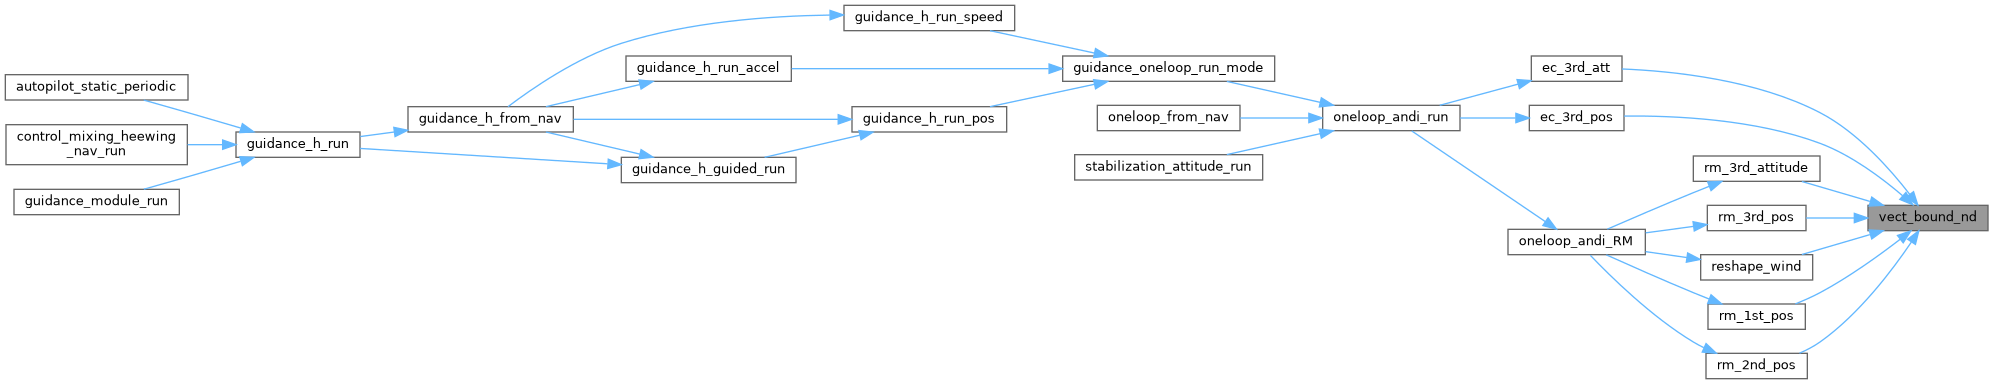 autopilot_static_periodic
control_mixing_heewing
_nav_run
guidance_module_run
guidance_h_run
guidance_h_from_nav
guidance_h_run_accel
guidance_h_guided_run
guidance_h_run_speed
guidance_h_run_pos
guidance_oneloop_run_mode
oneloop_from_nav
stabilization_attitude_run
oneloop_andi_run
ec_3rd_att
ec_3rd_pos
oneloop_andi_RM
rm_3rd_attitude
rm_3rd_pos
reshape_wind
rm_1st_pos
rm_2nd_pos
vect_bound_nd